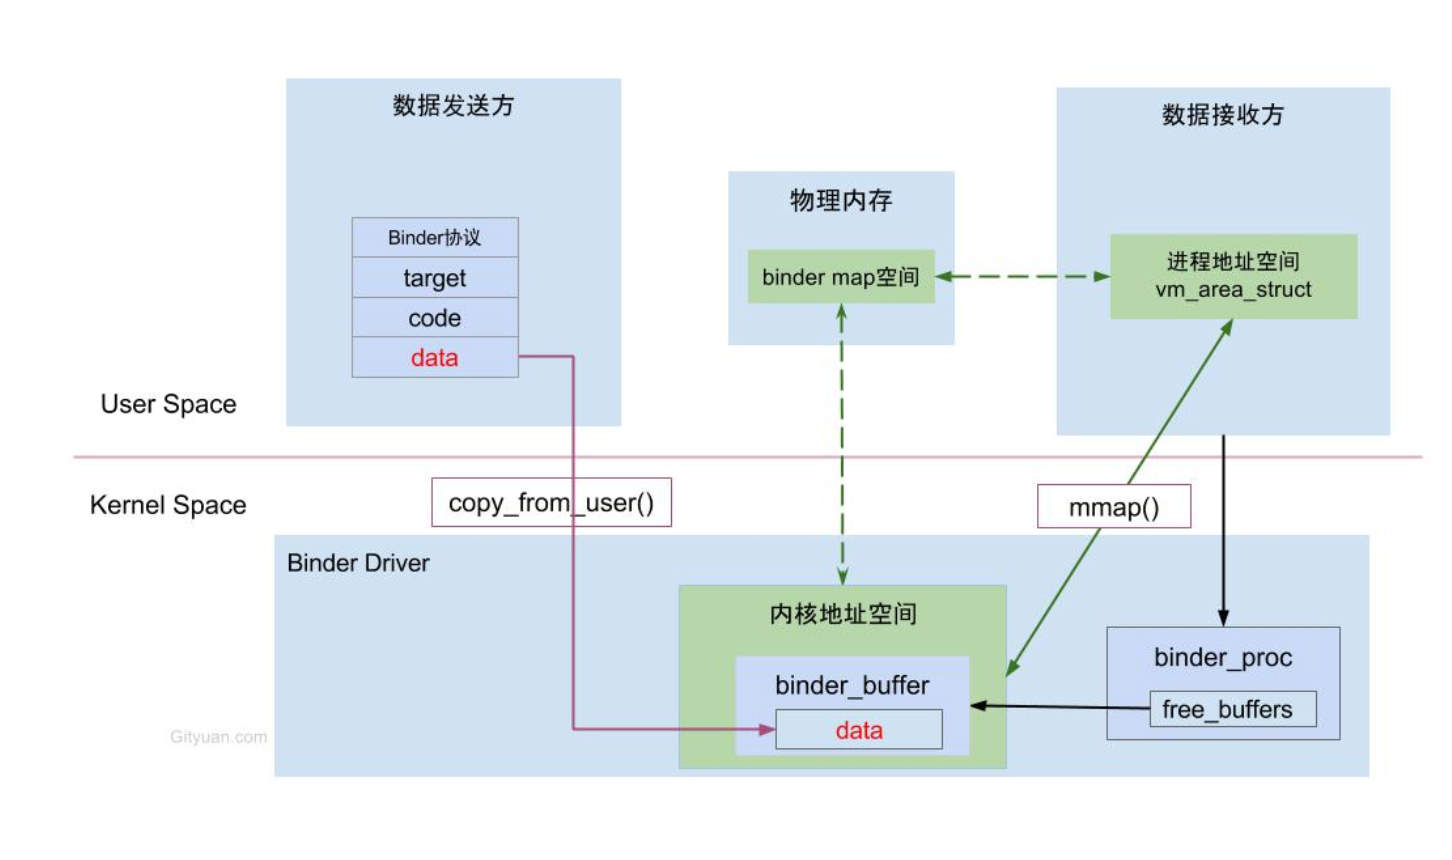 数据发送方
数据接收方
物理内存
Binder协议
target
code
data
binder map空间
进程地址空间
vm_area_struct
User Space
Kernel Space
copy_from_user()
mmap()
Binder Driver
内核地址空间
binder_buffer
data
binder_proc
free_buffers
Gityuan.com